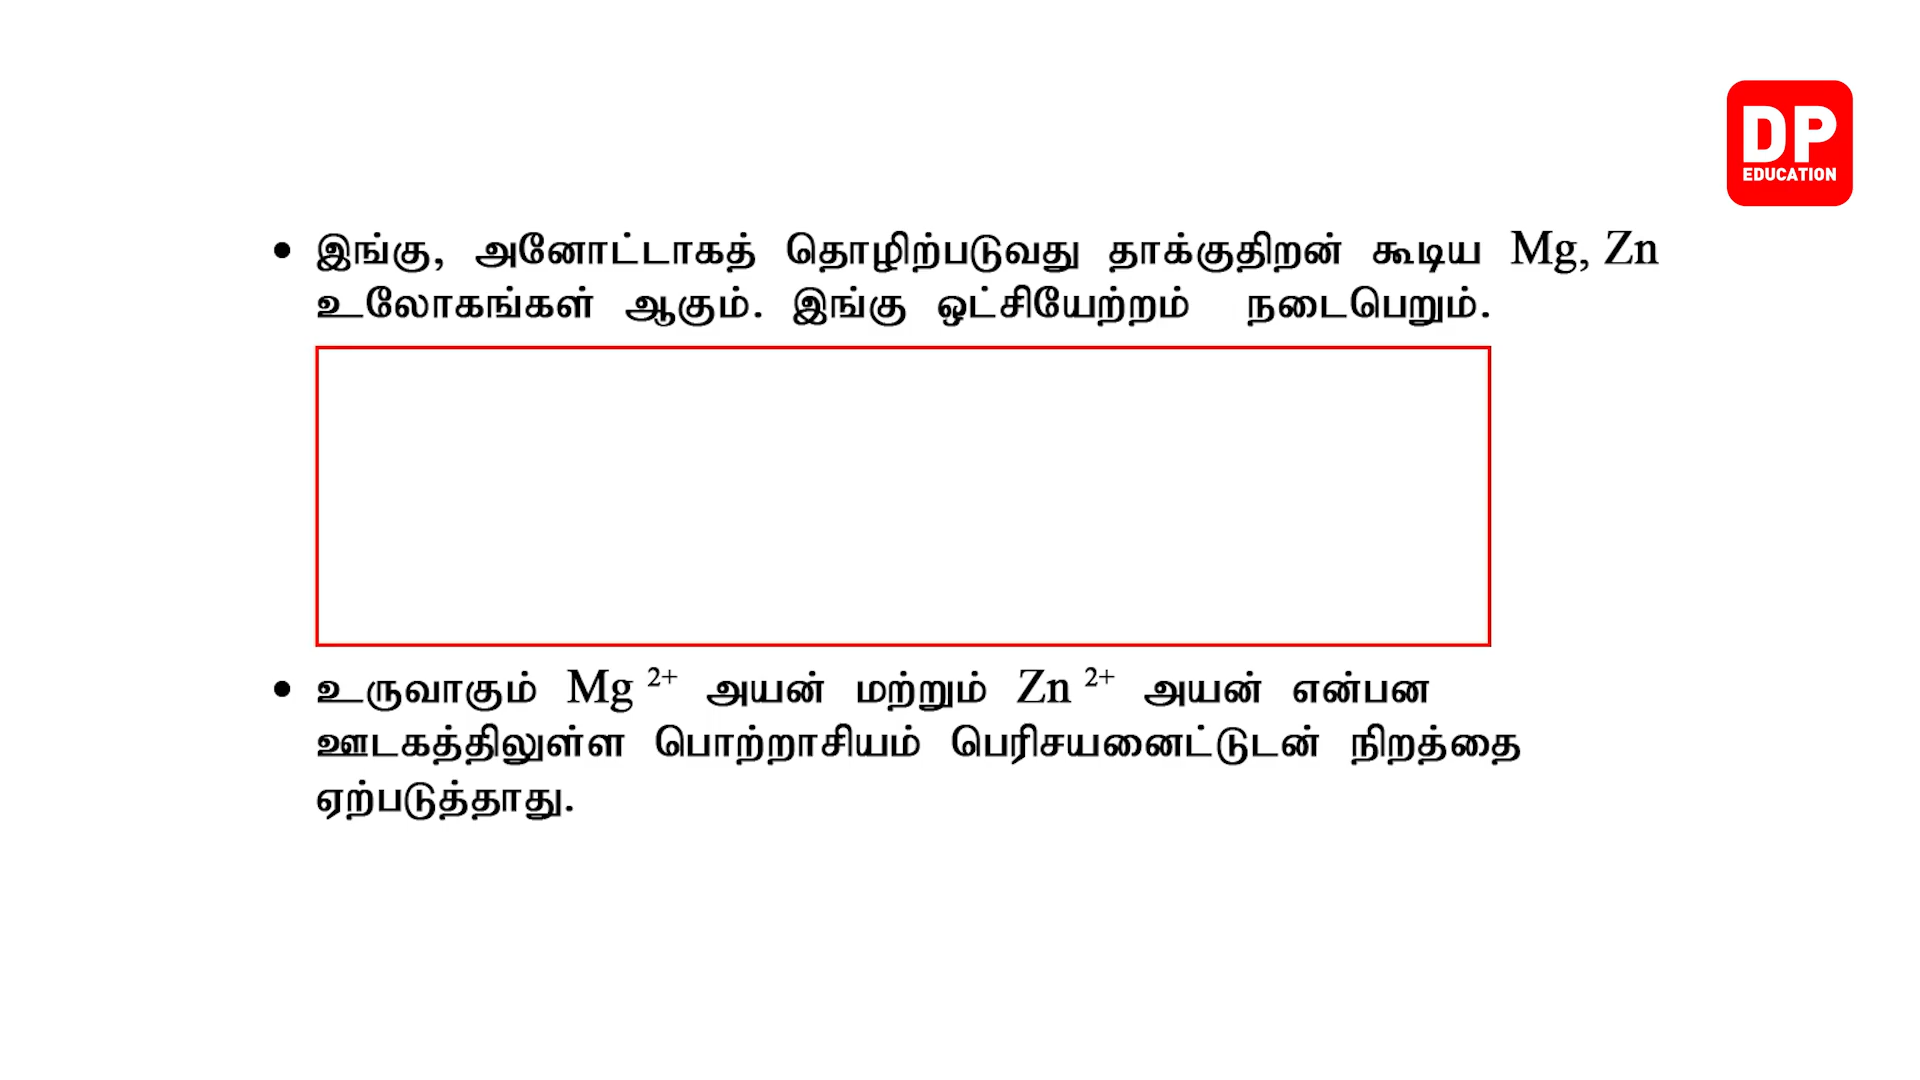 DP
EDUCATION
• இங்கு, அனோட்டாகத் தொழிற்படுவது தாக்குதிறன் கூடிய Mg, Zn
உலோகங்கள் ஆகும். இங்கு ஒட்சியேற்றம் நடைபெறும்.
• உருவாகும் Mg ²⁺ அயன் மற்றும் Zn ²⁺ அயன் என்பன
ஊடகத்திலுள்ள பொற்றாசியம் பெரிசயனைட்டுடன் நிறத்தை
ஏற்படுத்தாது.